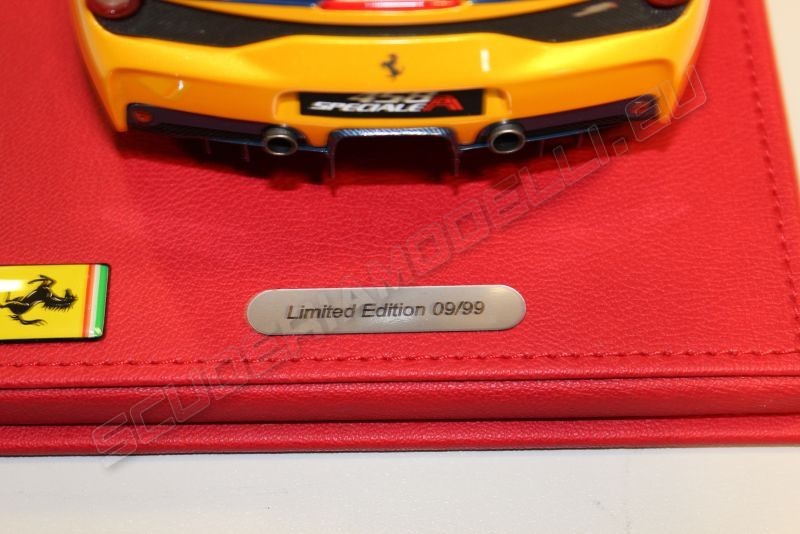 458
SPECIALE A
Limited Edition 09/99
SCUDERIAMODELLI.EU